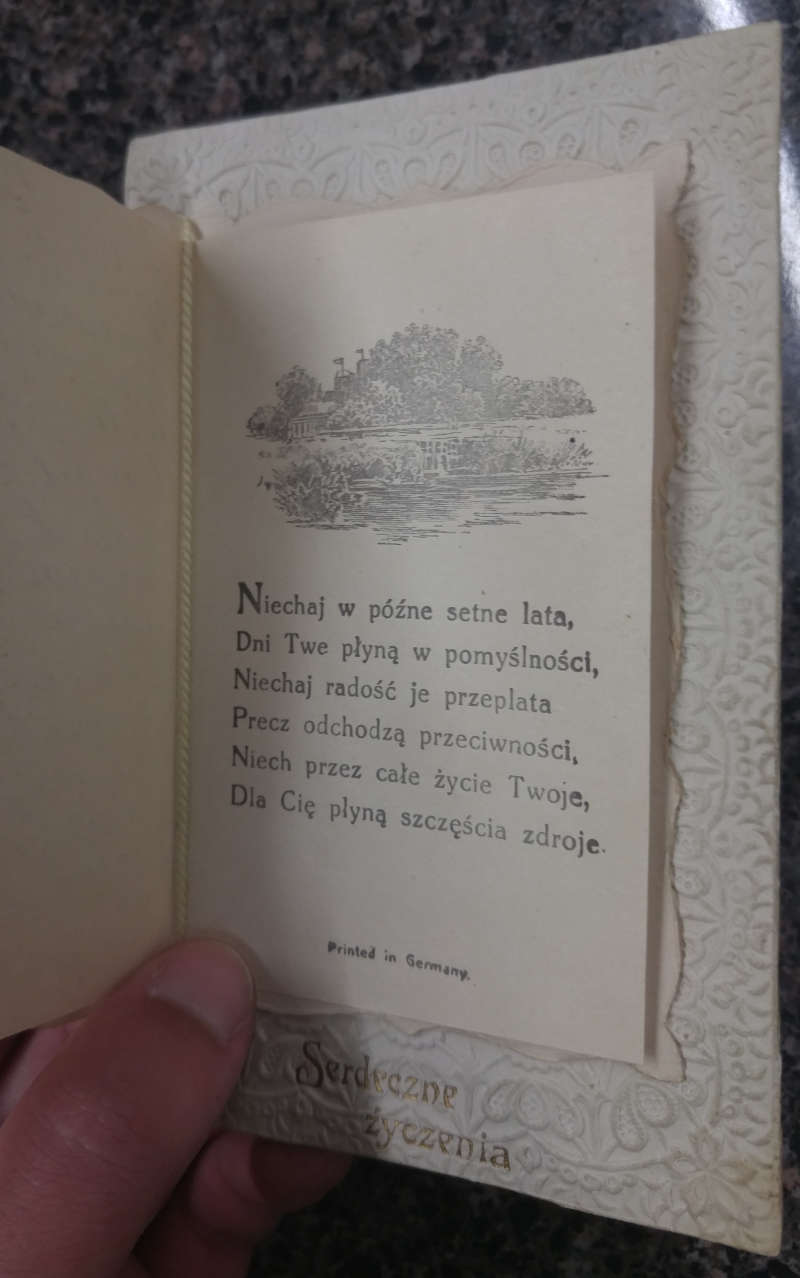 Niechaj w późne setne lata,
Dni Twe płyną w pomyślności,
Niechaj radość je przeplata
Precz odchodzą przeciwności,
Niech przez całe życie Twoje,
Dla Cię płyną szczęścia zdroje.
Printed in Germany.
Serdeczne
życzenia